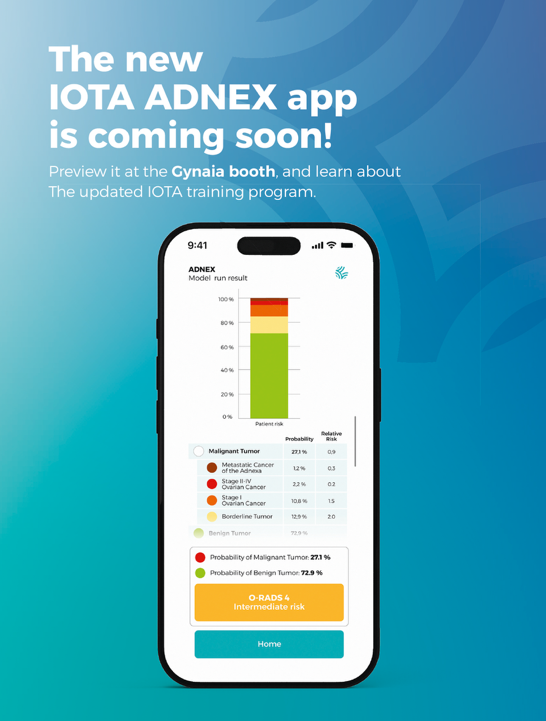 The new
IOTA ADNEX app
is coming soon!
Preview it at the Gynaia booth, and learn about
The updated IOTA training program.
9:41
ADNEX
Model run result
100 %
80 %
60 %
40 %
20 %
0 %
Patient risk
Probability Relative Risk
Malignant Tumor 27,1 % 0,9
Metastatic Cancer
of the Adnexa 1,2 % 0,3
Stage II-IV
Ovarian Cancer 2,2 % 0.2
Stage I
Ovarian Cancer 10,8 % 1.5
Borderline Tumor 12,9 % 2.0
Benign Tumor 72,9 %
Probability of Malignant Tumor: 27.1 %
Probability of Benign Tumor: 72.9 %
O-RADS 4
Intermediate risk
Home